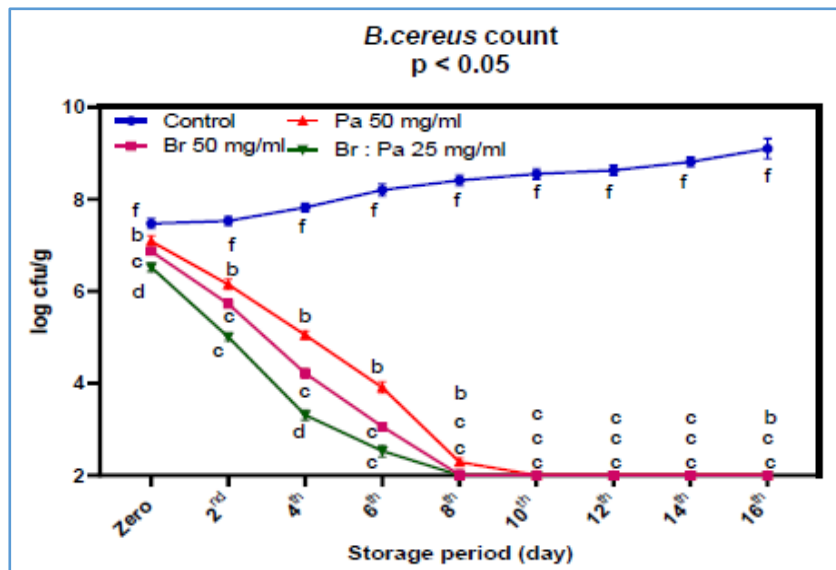 B.cereus count
p < 0.05
10
Control
Pa 50 mg/ml
Br 50 mg/ml
Br : Pa 25 mg/ml
8
6
4
2
log cfu/g
f
f
f
f
f
f
f
f
f
b
c
d
b
c
c
b
c
d
b
c
c
b
c
c
c
c
c
c
c
c
c
c
c
b
c
c
Zero
2nd
4th
6th
8th
10th
12th
14th
16th
Storage period (day)